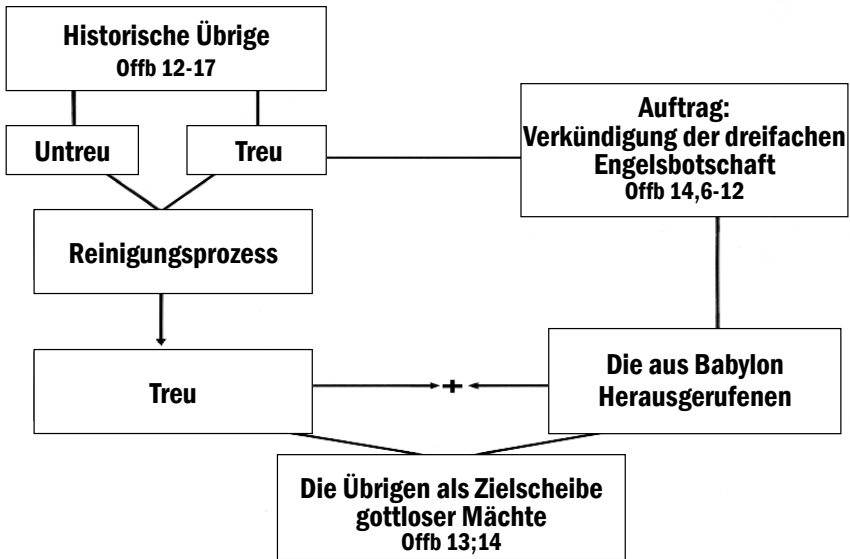 Historische Übrige
Offb 12-17
Auftrag:
Verkündigung der dreifachen
Engelsbotschaft
Offb 14,6-12
Untreu
Treu
Reinigungsprozess
Treu
+
Die aus Babylon
Herausgerufenen
Die Übrigen als Zielscheibe
gottloser Mächte
Offb 13;14